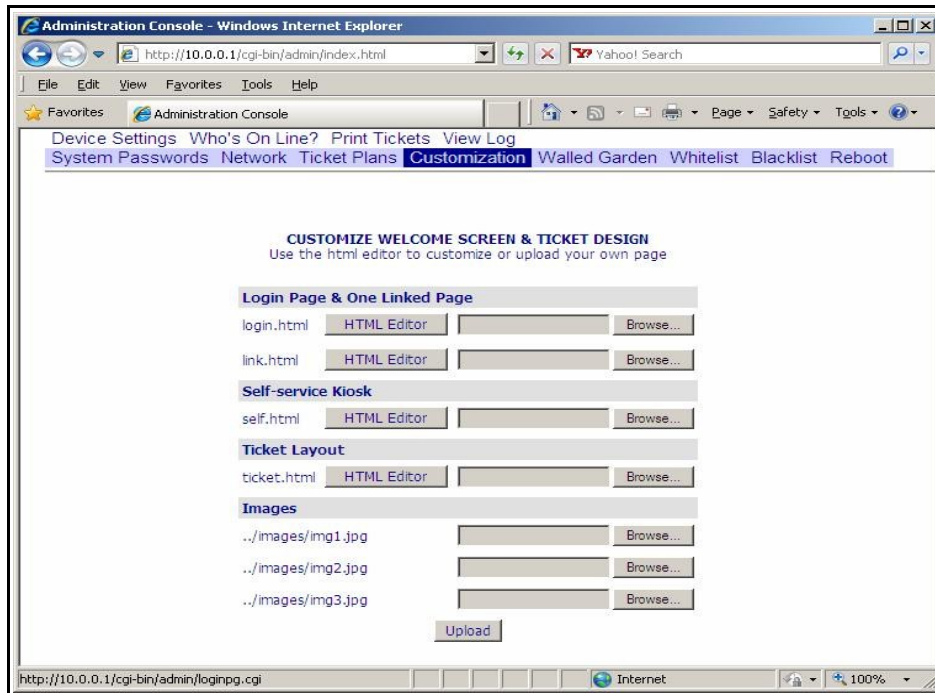 Administration Console - Windows Internet Explorer
http://10.0.0.1/cgi-bin/admin/index.html
Yahoo! Search
File Edit View Favorites Tools Help
Favorites Administration Console Page Safety Tools
Device Settings Who's On Line? Print Tickets View Log
System Passwords Network Ticket Plans Customization Walled Garden Whitelist Blacklist Reboot
CUSTOMIZE WELCOME SCREEN & TICKET DESIGN
Use the html editor to customize or upload your own page
Login Page & One Linked Page
login.html HTML Editor Browse...
link.html HTML Editor Browse...
Self-service Kiosk
self.html HTML Editor Browse...
Ticket Layout
ticket.html HTML Editor Browse...
Images
../images/img1.jpg Browse...
../images/img2.jpg Browse...
../images/img3.jpg Browse...
Upload
http://10.0.0.1/cgi-bin/admin/loginpg.cgi Internet 100%